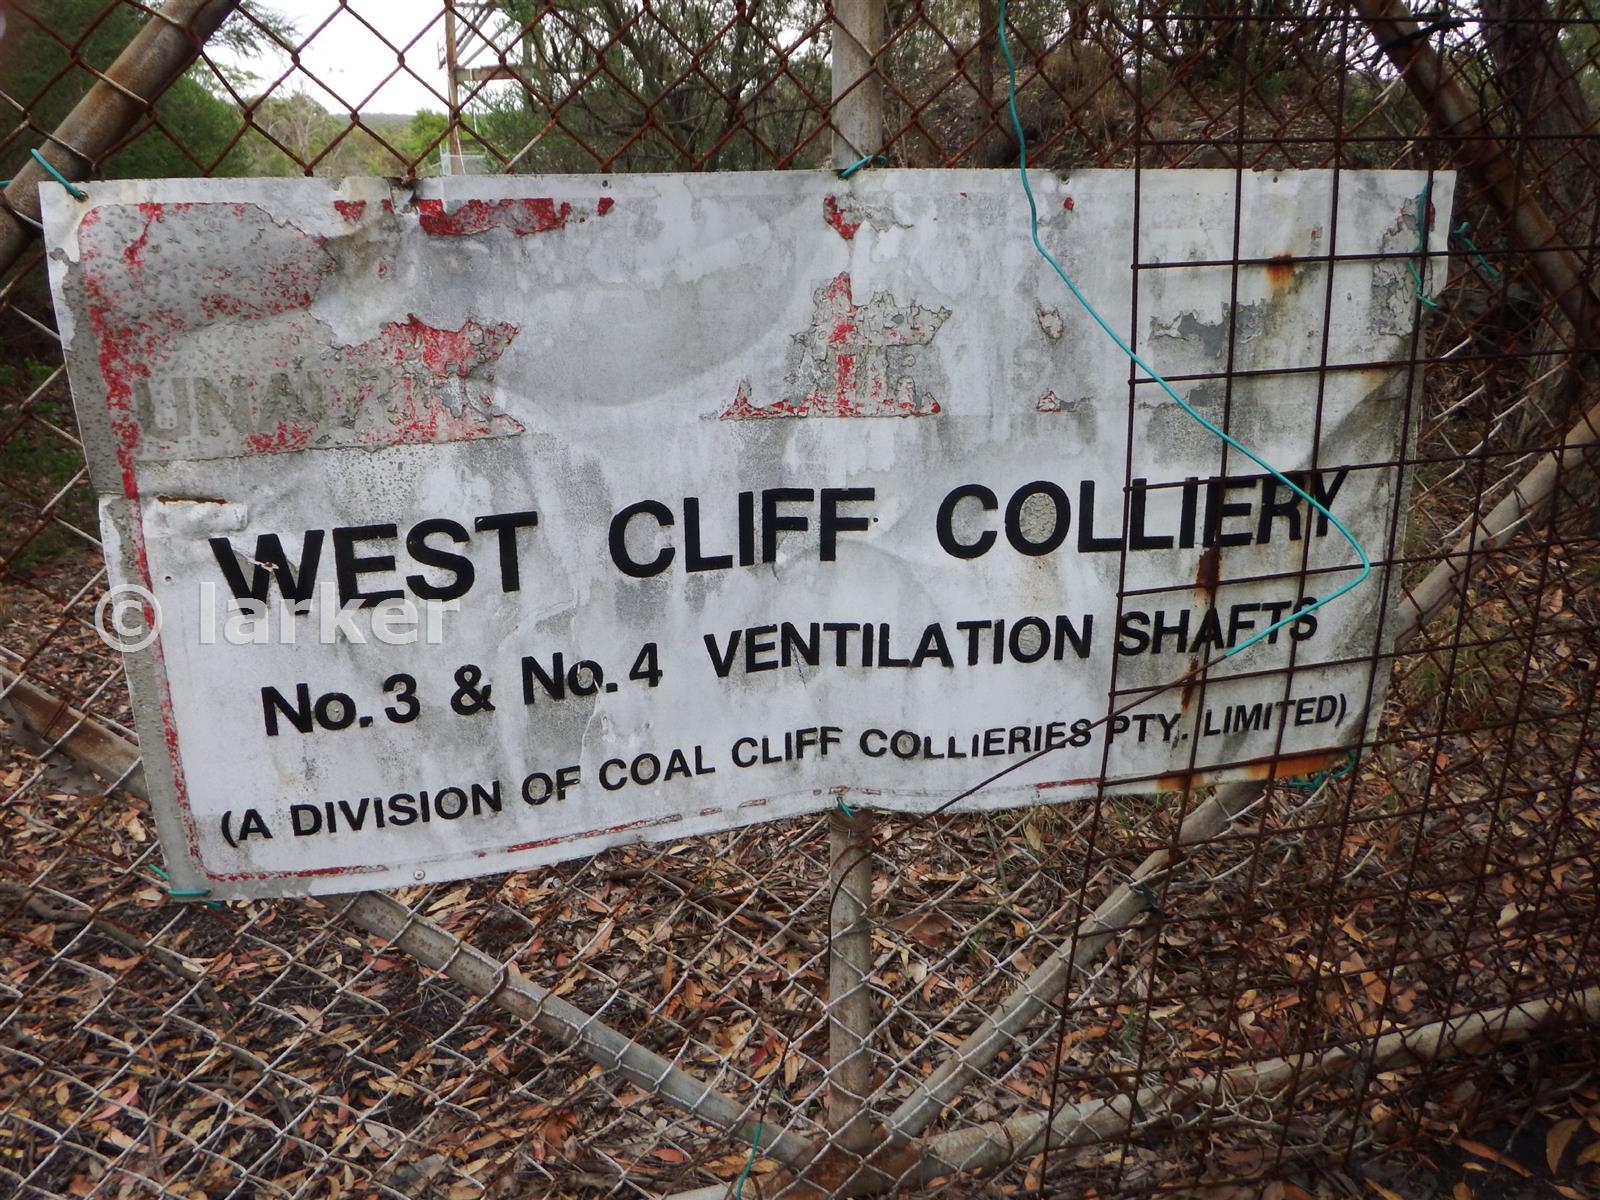 WEST CLIFF COLLIERY
© larker
No. 3 & No. 4 VENTILATION SHAFTS
(A DIVISION OF COAL CLIFF COLLIERIES PTY. LIMITED)